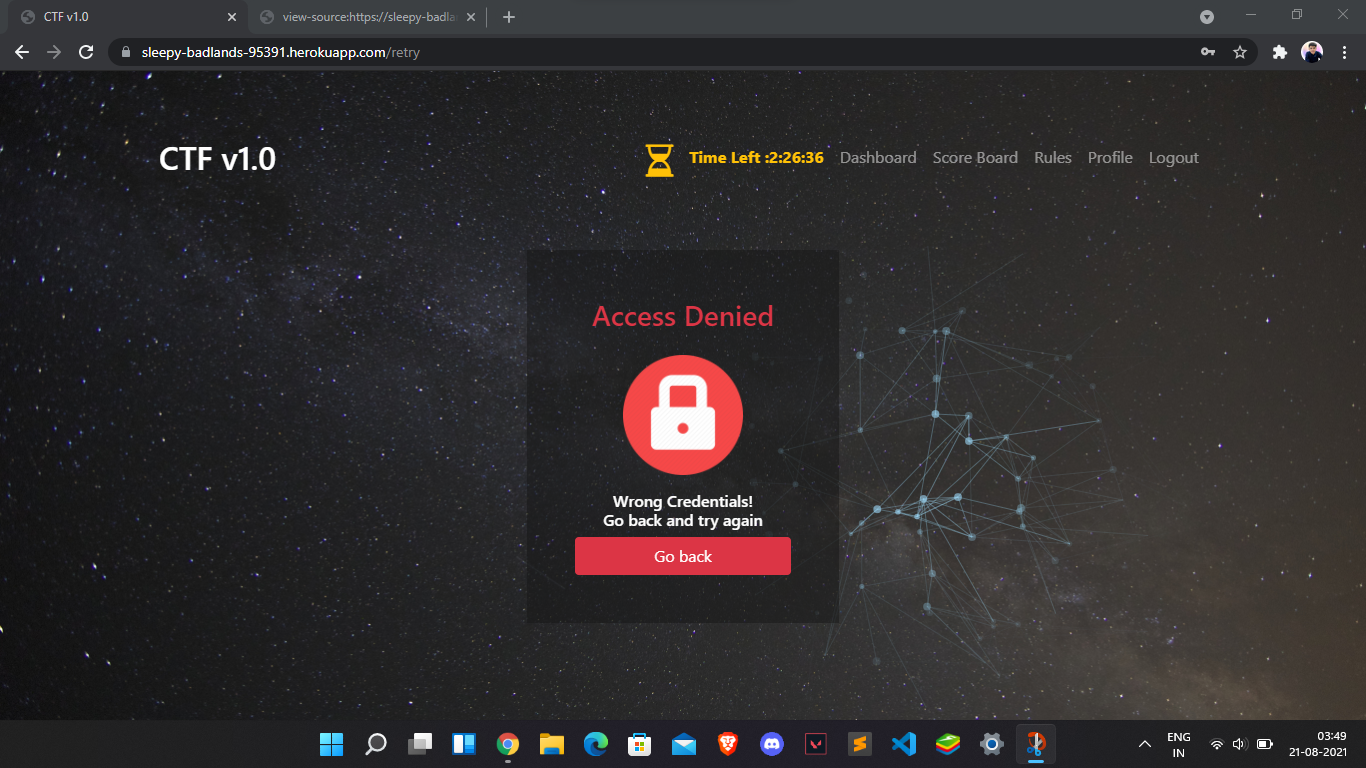 CTF v1.0
view-source:https://sleepy-badla
sleepy-badlands-95391.herokuapp.com/retry
CTF v1.0
Time Left :2:26:36
Dashboard
Score Board
Rules
Profile
Logout
Access Denied
Wrong Credentials!
Go back and try again
Go back
ENG
IN
03:49
21-08-2021